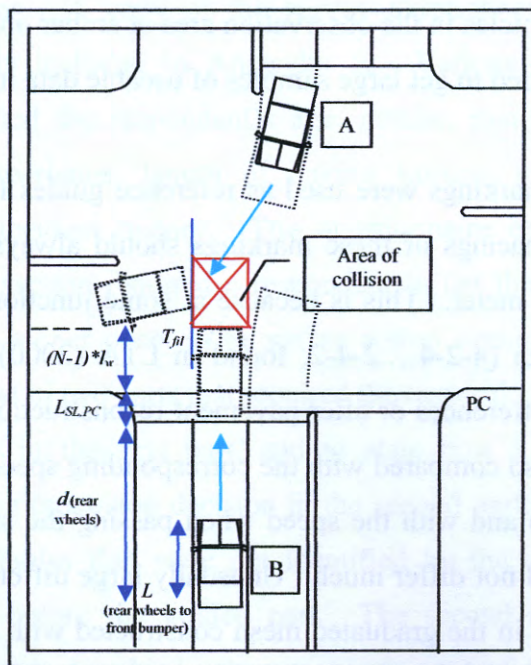 A
Area of
collision
T_fil
(N-1)*l_w
L_SL,PC
PC
d (rear
wheels)
B
L
(rear wheels to
front bumper)